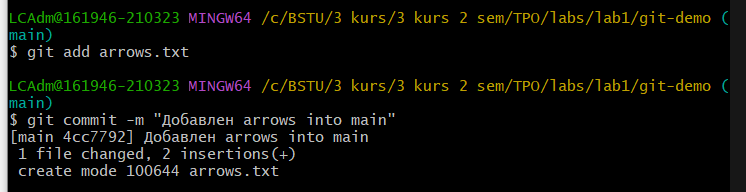 LCAdm@161946-210323 MINGW64 /c/BSTU/3 kurs/3 kurs 2 sem/TPO/labs/lab1/git-demo (
main)
$ git add arrows.txt
LCAdm@161946-210323 MINGW64 /c/BSTU/3 kurs/3 kurs 2 sem/TPO/labs/lab1/git-demo (
main)
$ git commit -m "Добавлен arrows into main"
[main 4cc7792] Добавлен arrows into main
 1 file changed, 2 insertions(+)
 create mode 100644 arrows.txt